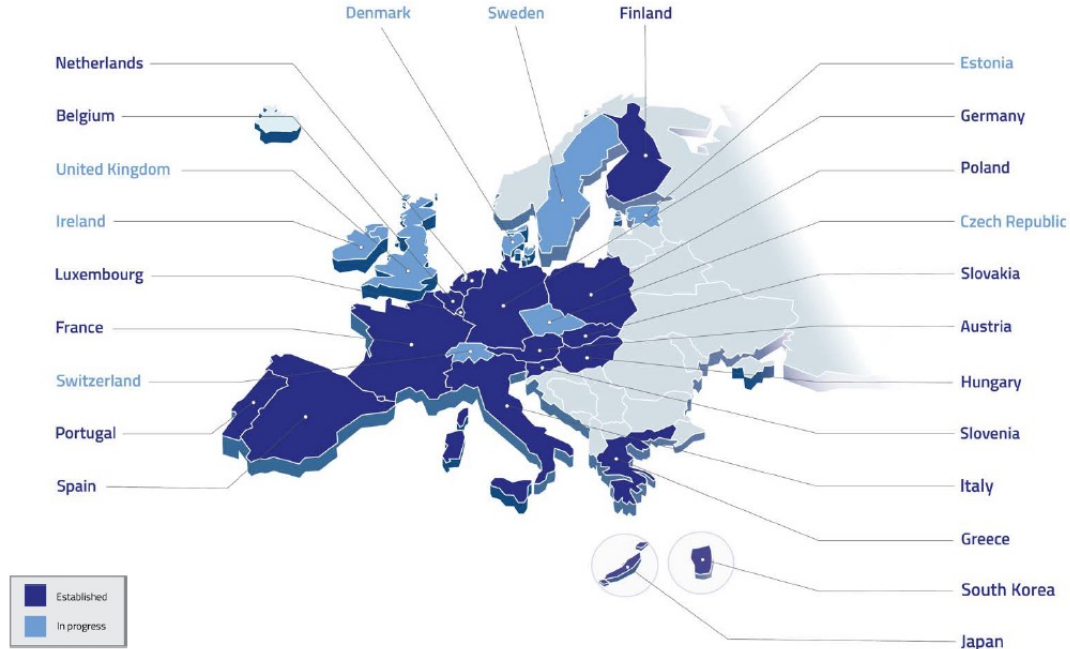 Denmark
Sweden
Finland
Netherlands
Estonia
Belgium
Germany
United Kingdom
Poland
Ireland
Czech Republic
Luxembourg
Slovakia
France
Austria
Switzerland
Hungary
Portugal
Slovenia
Spain
Italy
Greece
South Korea
Established
In progress
Japan